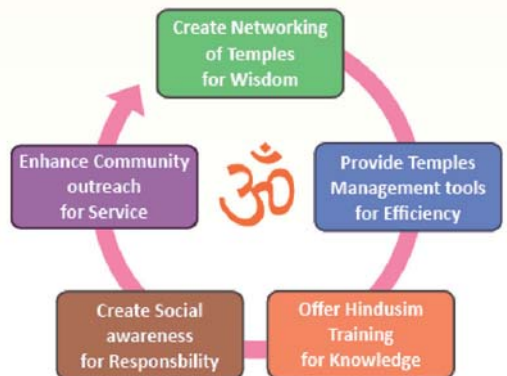 Create Networking
of Temples
for Wisdom
Provide Temples
Management tools
for Efficiency
Offer Hindusim
Training
for Knowledge
Create Social
awareness
for Responsbility
Enhance Community
outreach
for Service
ॐ